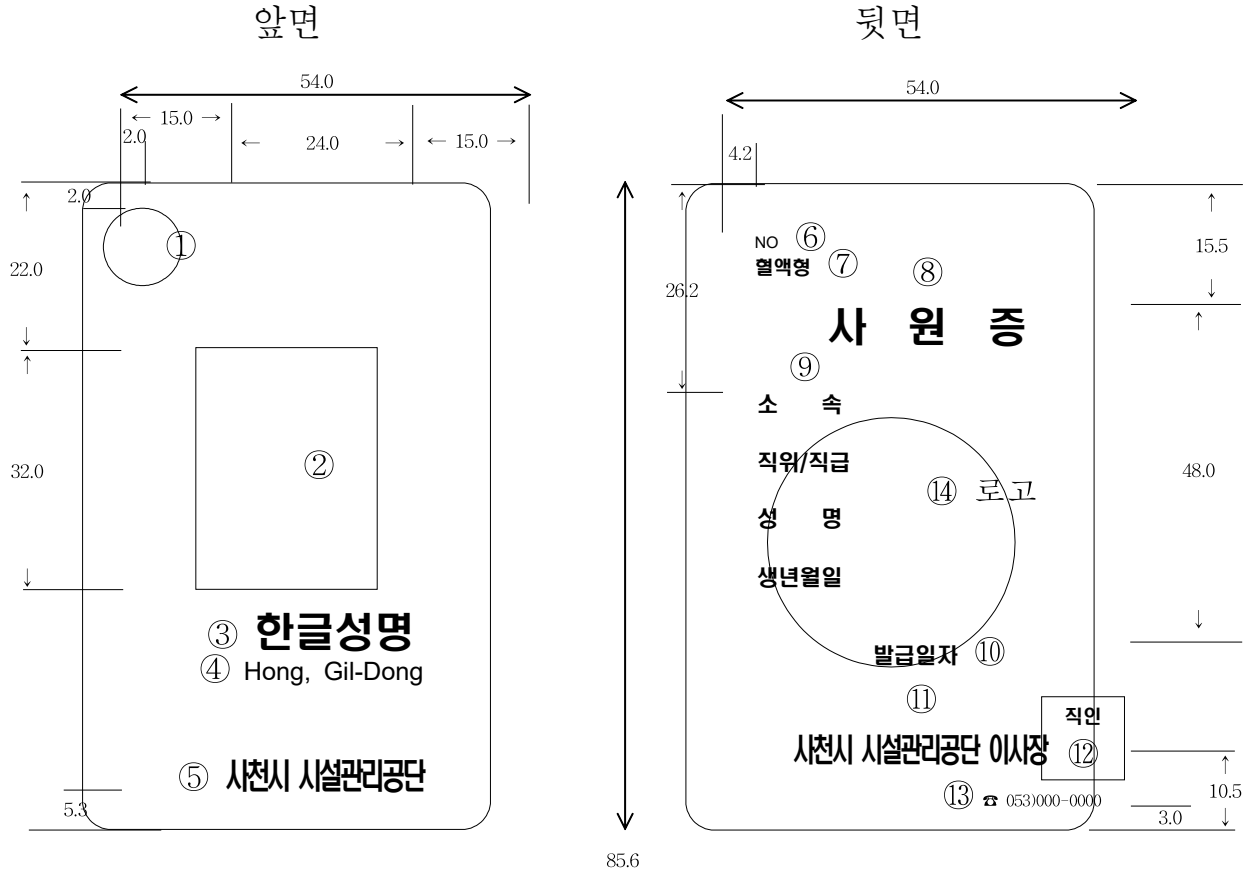 앞면
뒷면
54.0
54.0
← 15.0 →
2.0
← 24.0 →
← 15.0 →
4.2
2.0
①
22.0
26.2
15.5
NO ⑥
혈액형 ⑦
⑧
사 원 증
⑨
소 속
②
32.0
직위/직급
48.0
⑭ 로고
성 명
생년월일
③ 한글성명
④ Hong, Gil-Dong
발급일자 ⑩
⑪
직인
⑤ 사천시 시설관리공단
사천시 시설관리공단 이사장
⑫
5.3
⑬ ☎ 053)000-0000
10.5
3.0
85.6